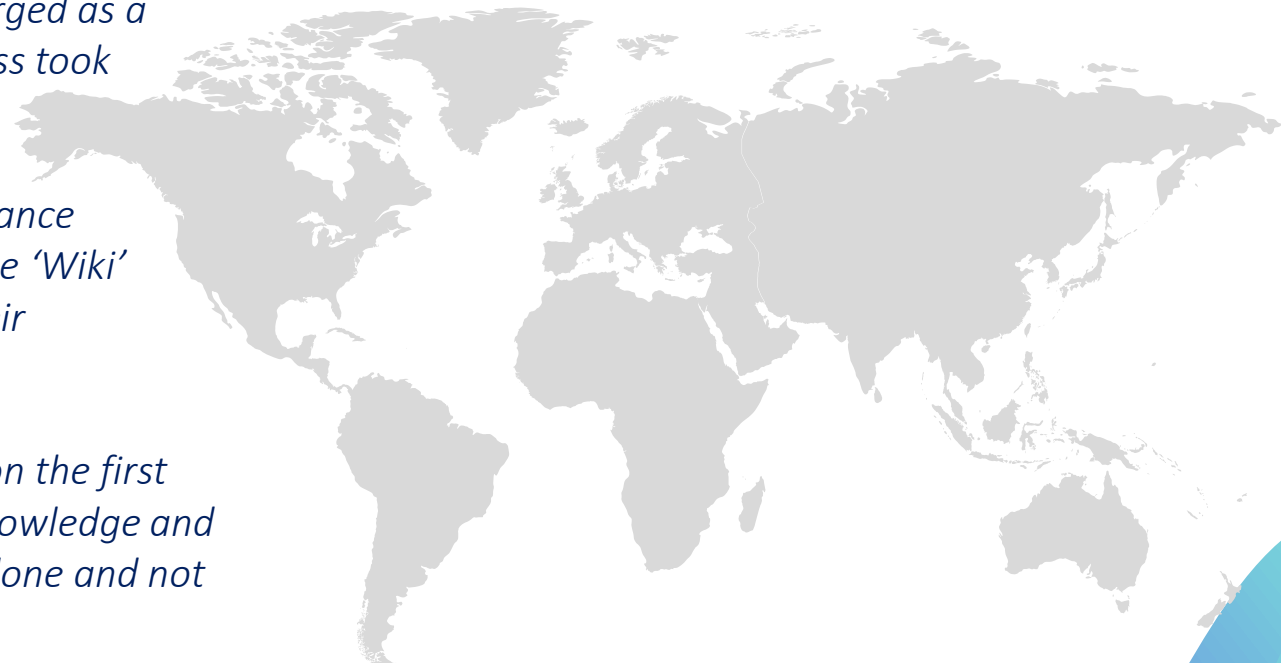 rged as a
ss took
ance
e ‘Wiki’
ir
on the first
owledge and
lone and not